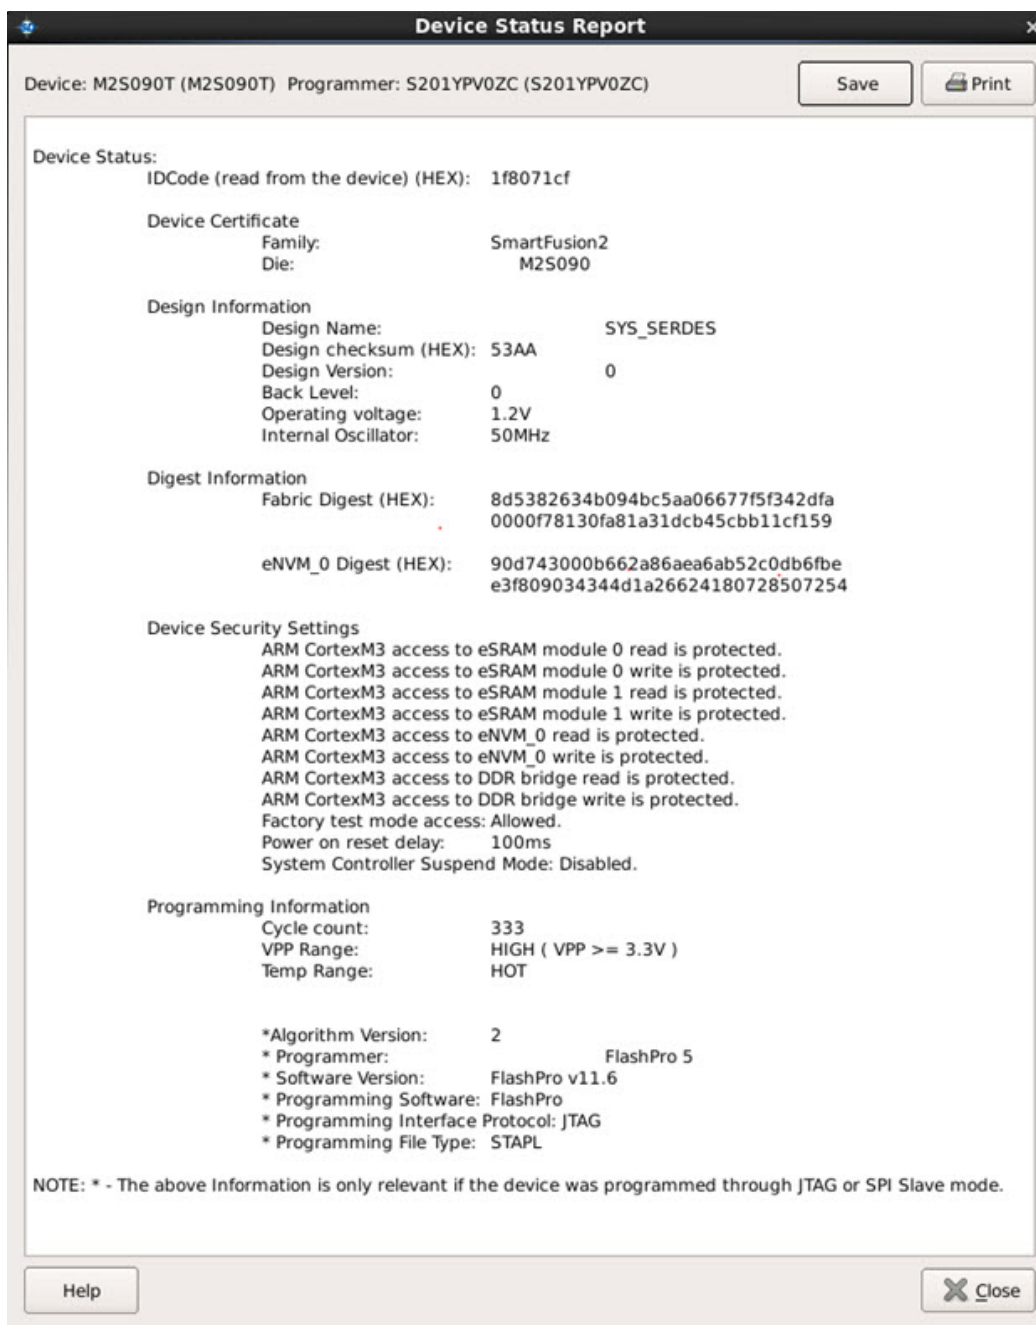 Device Status Report
Device: M2S090T (M2S090T) Programmer: S201YPV0ZC (S201YPV0ZC)
Save
Print
Device Status:
IDCode (read from the device) (HEX): 1f8071cf
Device Certificate
Family: SmartFusion2
Die: M2S090
Design Information
Design Name: SYS_SERDES
Design checksum (HEX): 53AA
Design Version: 0
Back Level: 0
Operating voltage: 1.2V
Internal Oscillator: 50MHz
Digest Information
Fabric Digest (HEX): 8d5382634b094bc5aa06677f5f342dfa
0000f78130fa81a31dcb45cbb11cf159
eNVM_0 Digest (HEX): 90d743000b662a86aea6ab52c0db6fbe
e3f809034344d1a26624180728507254
Device Security Settings
ARM CortexM3 access to eSRAM module 0 read is protected.
ARM CortexM3 access to eSRAM module 0 write is protected.
ARM CortexM3 access to eSRAM module 1 read is protected.
ARM CortexM3 access to eSRAM module 1 write is protected.
ARM CortexM3 access to eNVM_0 read is protected.
ARM CortexM3 access to eNVM_0 write is protected.
ARM CortexM3 access to DDR bridge read is protected.
ARM CortexM3 access to DDR bridge write is protected.
Factory test mode access: Allowed.
Power on reset delay: 100ms
System Controller Suspend Mode: Disabled.
Programming Information
Cycle count: 333
VPP Range: HIGH ( VPP >= 3.3V )
Temp Range: HOT
*Algorithm Version: 2
* Programmer: FlashPro 5
* Software Version: FlashPro v11.6
* Programming Software: FlashPro
* Programming Interface Protocol: JTAG
* Programming File Type: STAPL
NOTE: * - The above Information is only relevant if the device was programmed through JTAG or SPI Slave mode.
Help
Close